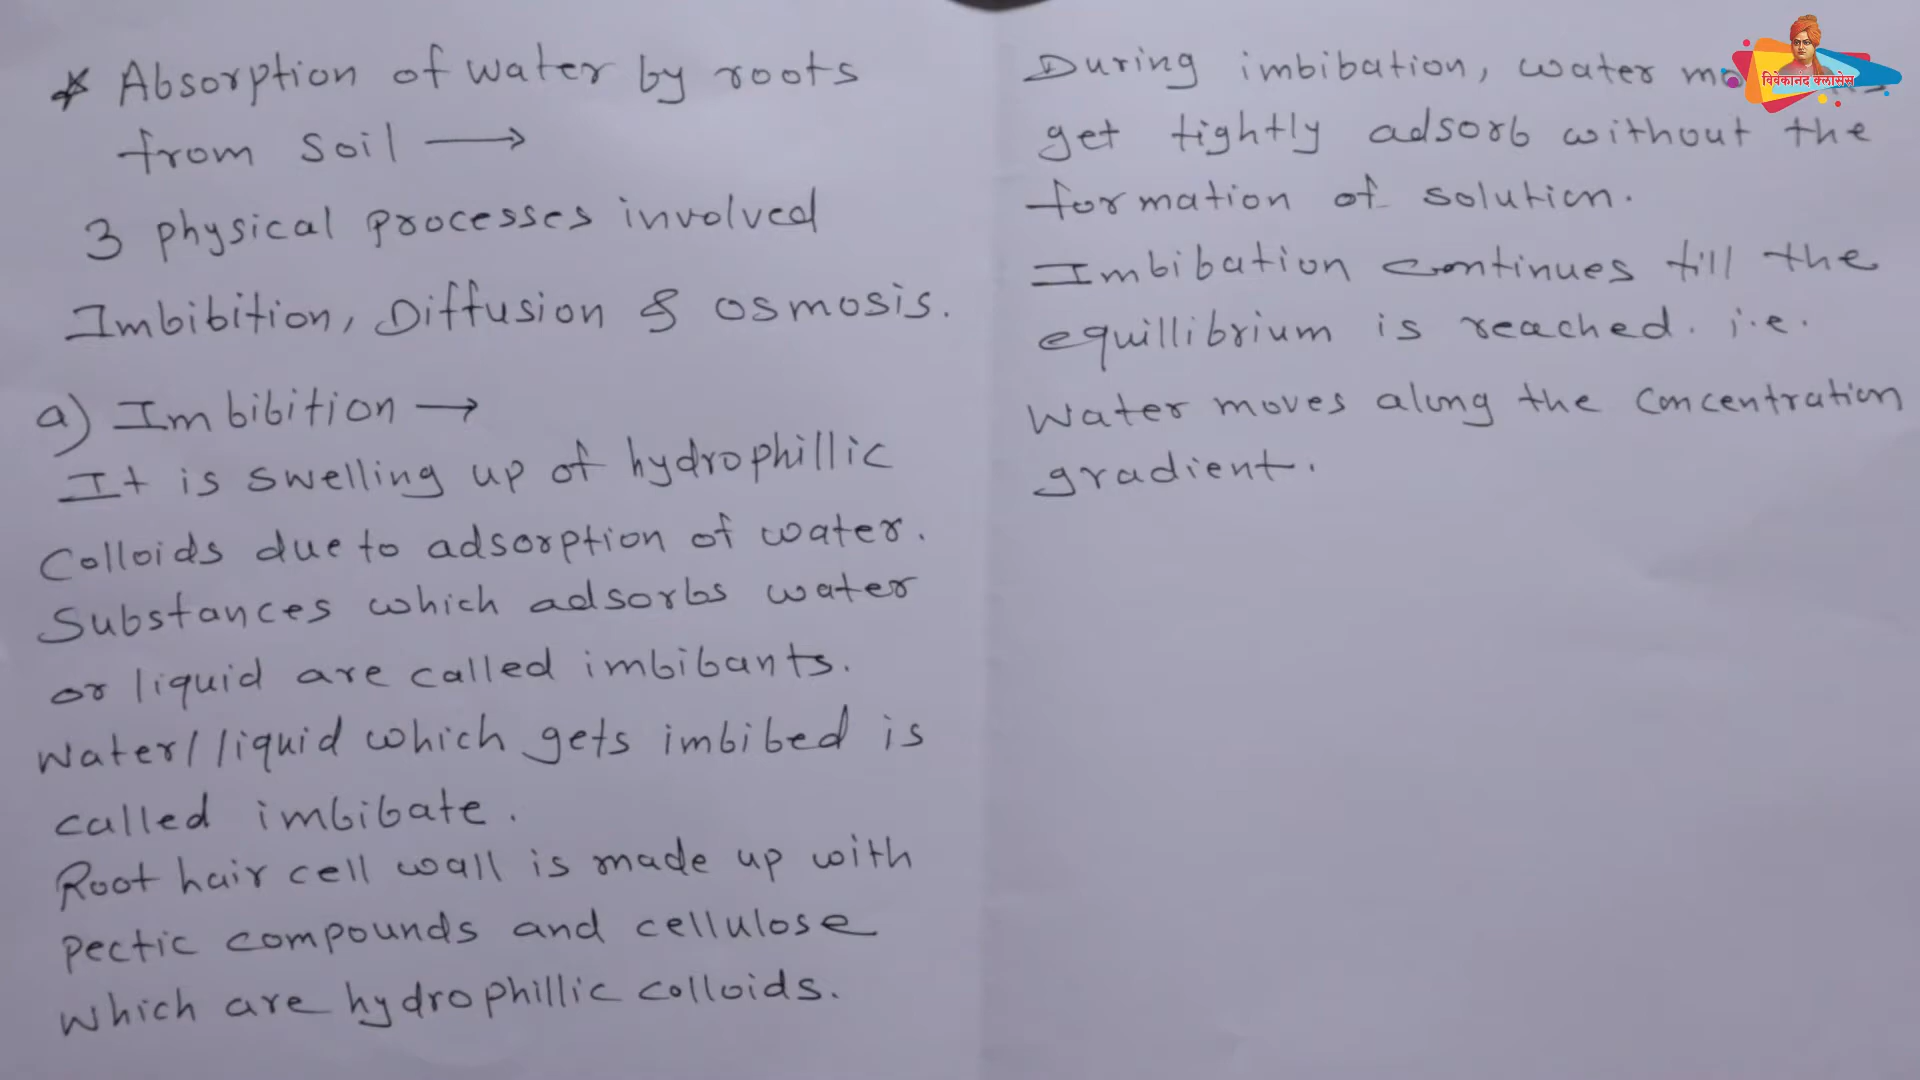 * Absorption of water by roots
from soil →
3 physical processes involved
Imbibition, Diffusion & osmosis.
a) Imbibition →
It is swelling up of hydrophillic
colloids due to adsorption of water.
Substances which adsorbs water
or liquid are called imbibants.
Water/liquid which gets imbibed is
called imbibate.
Root hair cell wall is made up with
pectic compounds and cellulose
which are hydrophillic colloids.
During imbibation, water
get tightly adsorb without the
formation of solution.
Imbibation continues till the
equillibrium is reached. i.e.
Water moves along the concentration
gradient.
विवेकानंद क्लासेस